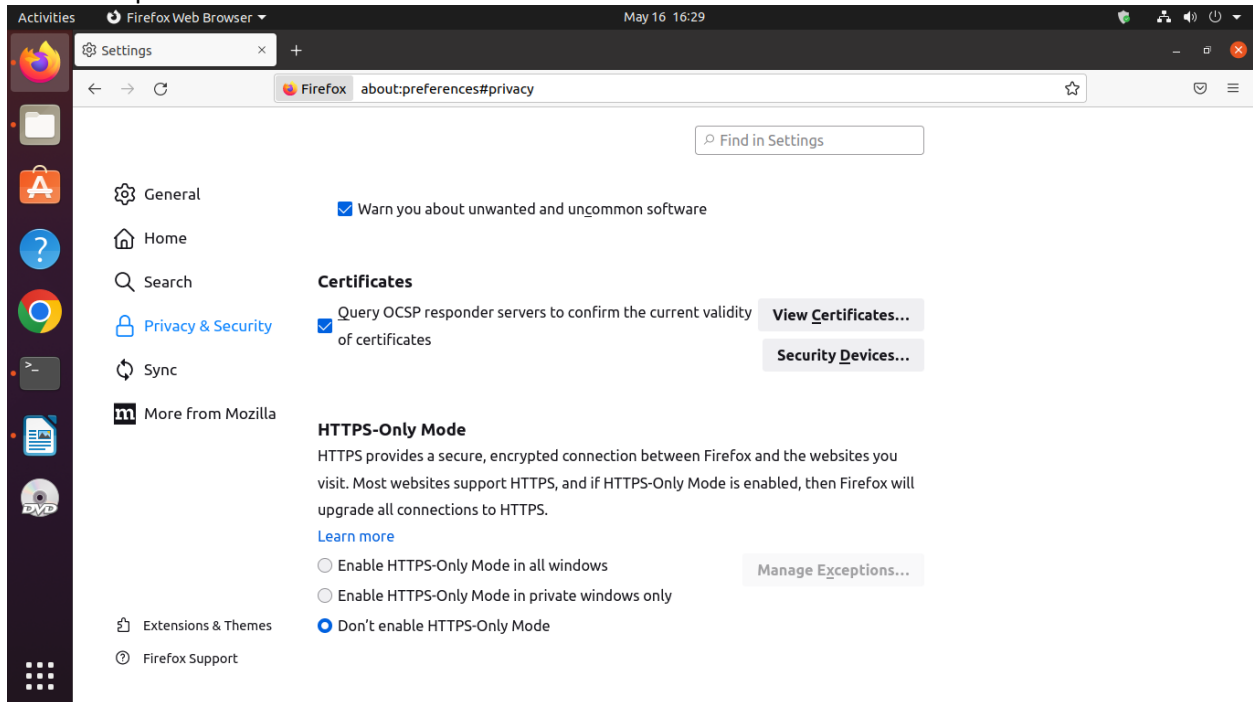 Activities Firefox Web Browser May 16 16:29
Settings
Firefox about:preferences#privacy
Find in Settings
General
Warn you about unwanted and uncommon software
Home
Search
Certificates
Privacy & Security
Query OCSP responder servers to confirm the current validity
of certificates
View Certificates...
Security Devices...
Sync
m More from Mozilla
HTTPS-Only Mode
HTTPS provides a secure, encrypted connection between Firefox and the websites you
visit. Most websites support HTTPS, and if HTTPS-Only Mode is enabled, then Firefox will
upgrade all connections to HTTPS.
Learn more
Enable HTTPS-Only Mode in all windows
Manage Exceptions...
Enable HTTPS-Only Mode in private windows only
Don't enable HTTPS-Only Mode
Extensions & Themes
Firefox Support
DVD